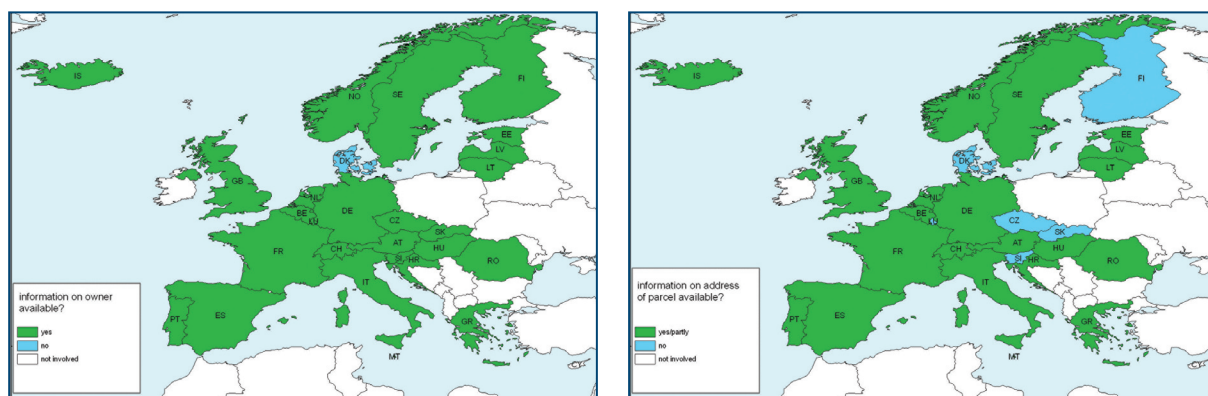 IS
FI
NO
SE
EE
LV
DK
LT
GB
NL
DE
BE
LU
CZ
SK
FR
AT
CH
HU
SI
HR
RO
IT
PT
ES
GR
MT
information on owner
available?
yes
no
not involved
IS
FI
NO
SE
EE
LV
DK
LT
GB
NL
DE
BE
LU
CZ
SK
FR
AT
CH
HU
SI
HR
RO
IT
PT
ES
GR
MT
information on address
of parcel available?
yes/partly
no
not involved